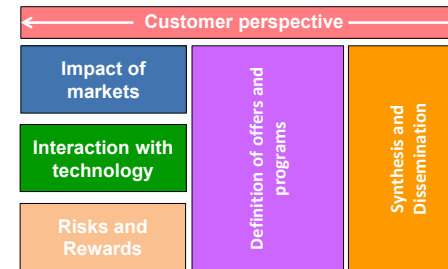 Customer perspective
Impact of
markets
Interaction with
technology
Risks and
Rewards
Definition of offers and
programs
Synthesis and
Dissemination